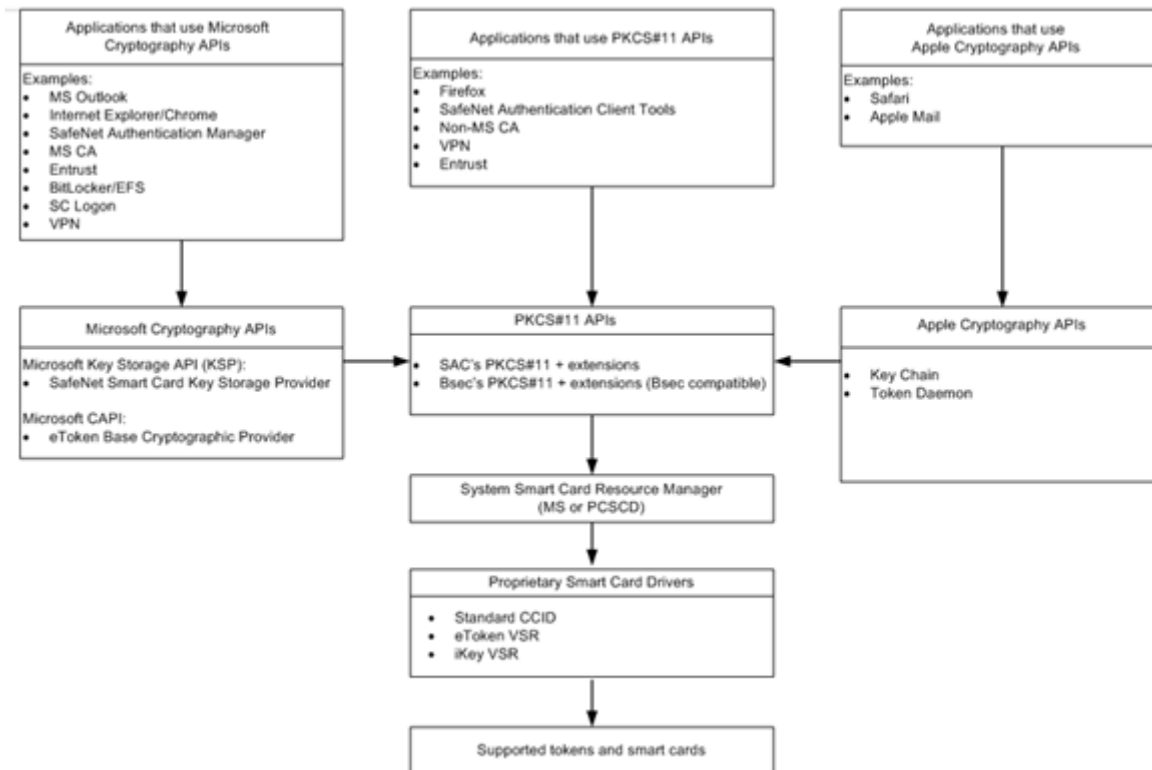 Applications that use Microsoft
Cryptography APIs
Examples:
• MS Outlook
• Internet Explorer/Chrome
• SafeNet Authentication Manager
• MS CA
• Entrust
• BitLocker/EFS
• SC Logon
• VPN
Applications that use PKCS#11 APIs
Examples:
• Firefox
• SafeNet Authentication Client Tools
• Non-MS CA
• VPN
• Entrust
Applications that use
Apple Cryptography APIs
Examples:
• Safari
• Apple Mail
Microsoft Cryptography APIs
Microsoft Key Storage API (KSP):
• SafeNet Smart Card Key Storage Provider
Microsoft CAPI:
• eToken Base Cryptographic Provider
PKCS#11 APIs
• SAC's PKCS#11 + extensions
• Bsec's PKCS#11 + extensions (Bsec compatible)
Apple Cryptography APIs
• Key Chain
• Token Daemon
System Smart Card Resource Manager
(MS or PCSCD)
Proprietary Smart Card Drivers
• Standard CCID
• eToken VSR
• iKey VSR
Supported tokens and smart cards